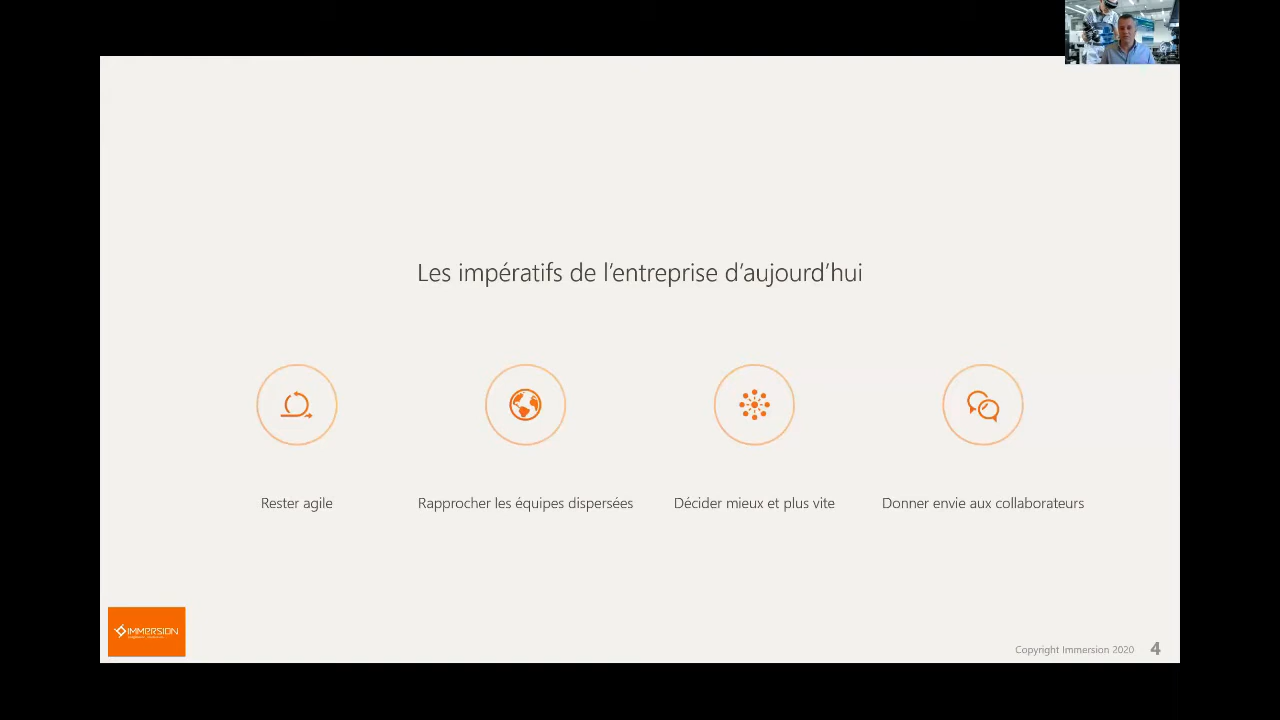 Les impératifs de l'entreprise d'aujourd'hui
Rester agile
Rapprocher les équipes dispersées
Décider mieux et plus vite
Donner envie aux collaborateurs
IMMERSION
Copyright Immersion 2020
4